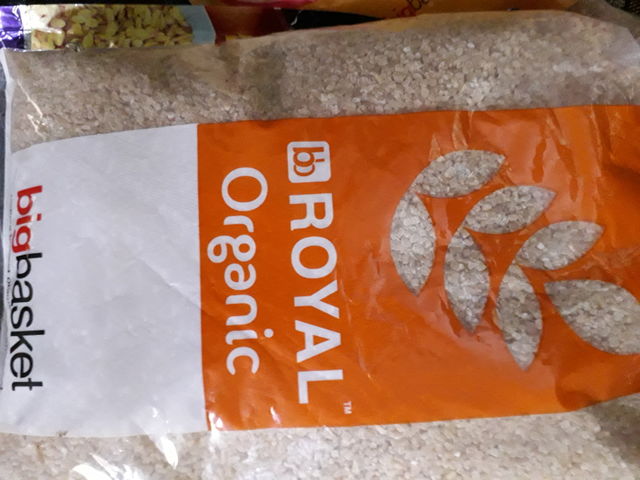 bb ROYAL™
Organic
bigbasket